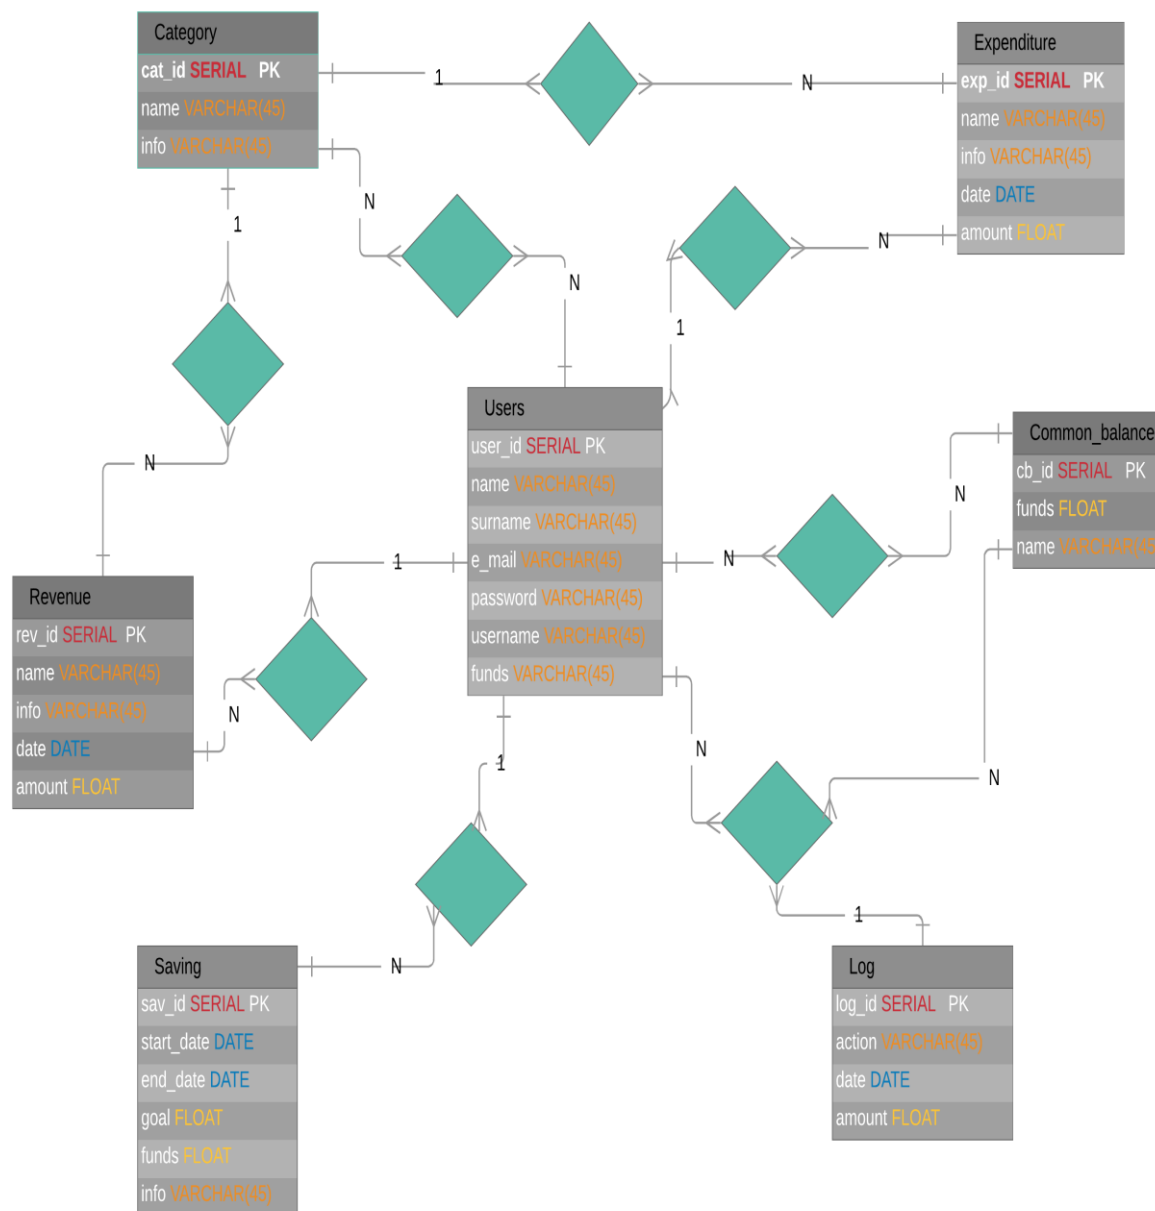 Category
cat_id SERIAL PK
name VARCHAR(45)
info VARCHAR(45)
1
N
Expenditure
exp_id SERIAL PK
name VARCHAR(45)
info VARCHAR(45)
date DATE
amount FLOAT
N
N
1
N
N
1
1
N
Users
user_id SERIAL PK
name VARCHAR(45)
surname VARCHAR(45)
e_mail VARCHAR(45)
password VARCHAR(45)
username VARCHAR(45)
funds VARCHAR(45)
Common_balance
cb_id SERIAL PK
funds FLOAT
name VARCHAR(45
N
N
1
Revenue
rev_id SERIAL PK
name VARCHAR(45)
info VARCHAR(45)
date DATE
amount FLOAT
N
N
1
N
N
1
Saving
sav_id SERIAL PK
start_date DATE
end_date DATE
goal FLOAT
funds FLOAT
info VARCHAR(45)
Log
log_id SERIAL PK
action VARCHAR(45)
date DATE
amount FLOAT